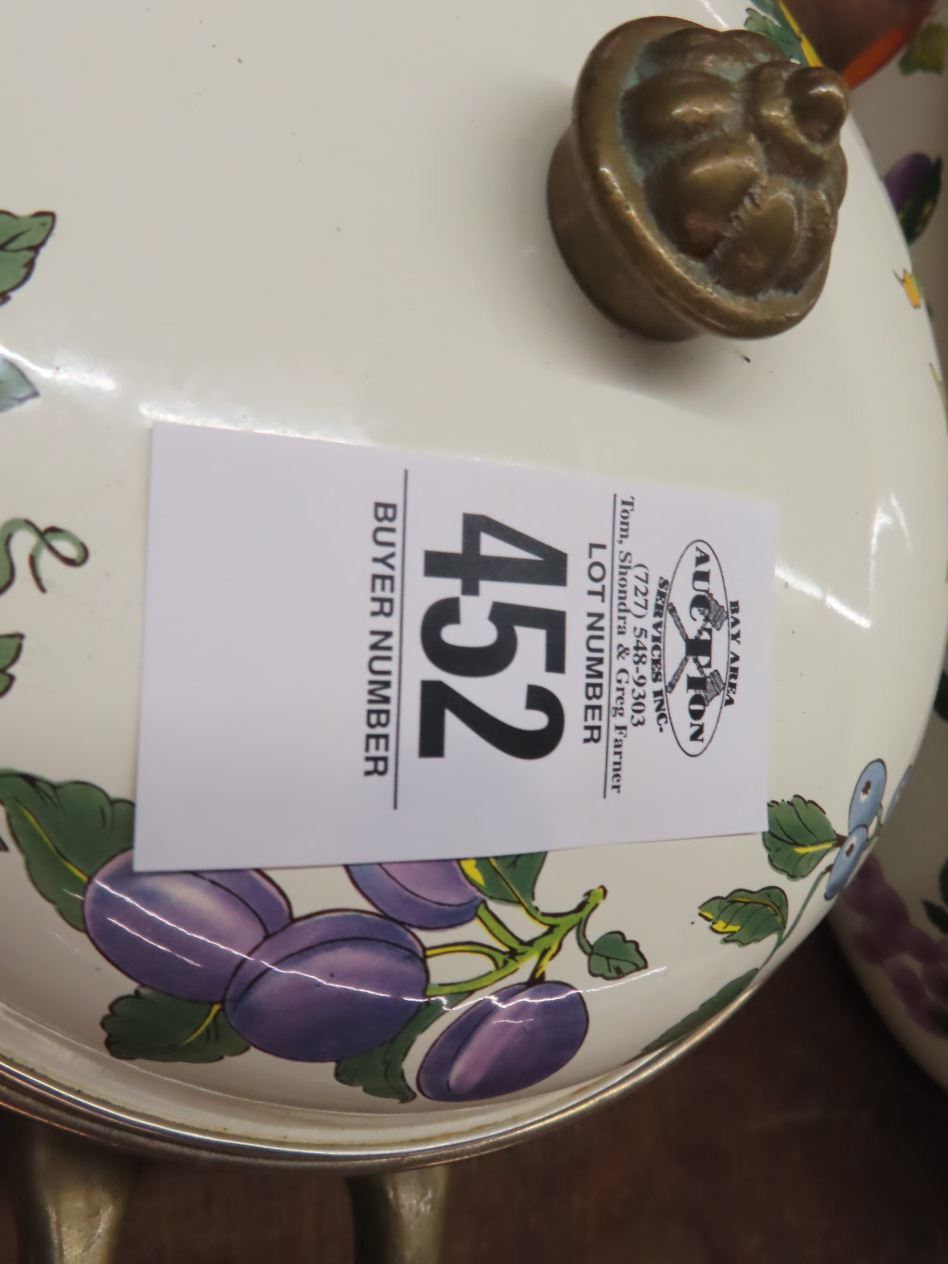 BAY AREA
AUCTION
SERVICES INC.
(727) 548-9303
Tom, Shondra & Greg Farner
LOT NUMBER
452
BUYER NUMBER